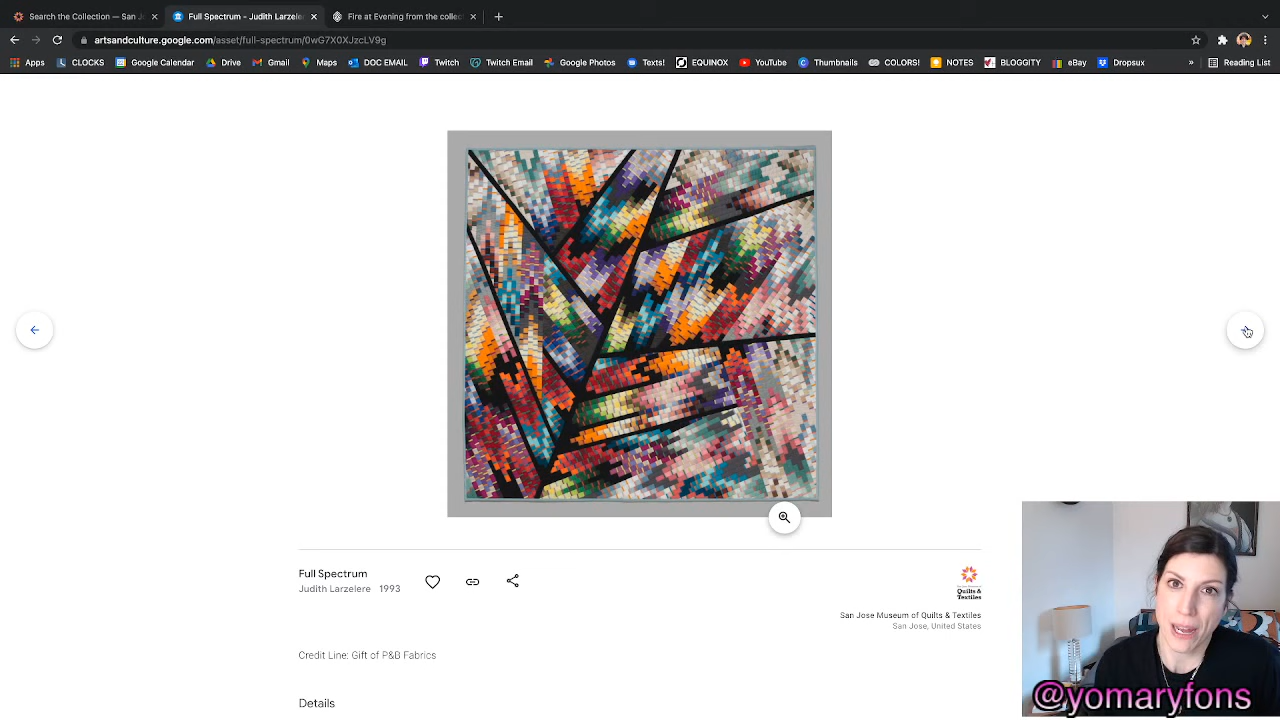 Search the Collection — San J
Full Spectrum - Judith Larzeler
Fire at Evening from the collec
artsandculture.google.com/asset/full-spectrum/0wG7X0XJzcLV9g
Apps
CLOCKS
Google Calendar
Drive
Gmail
Maps
DOC EMAIL
Twitch
Twitch Email
Google Photos
Texts!
EQUINOX
YouTube
Thumbnails
COLORS!
NOTES
BLOGGITY
eBay
Dropsux
»
Reading List
Full Spectrum
Judith Larzelere 1993
Quilts &
Textiles
San Jose Museum of Quilts & Textiles
San Jose, United States
Credit Line: Gift of P&B Fabrics
Details
@yomaryfons